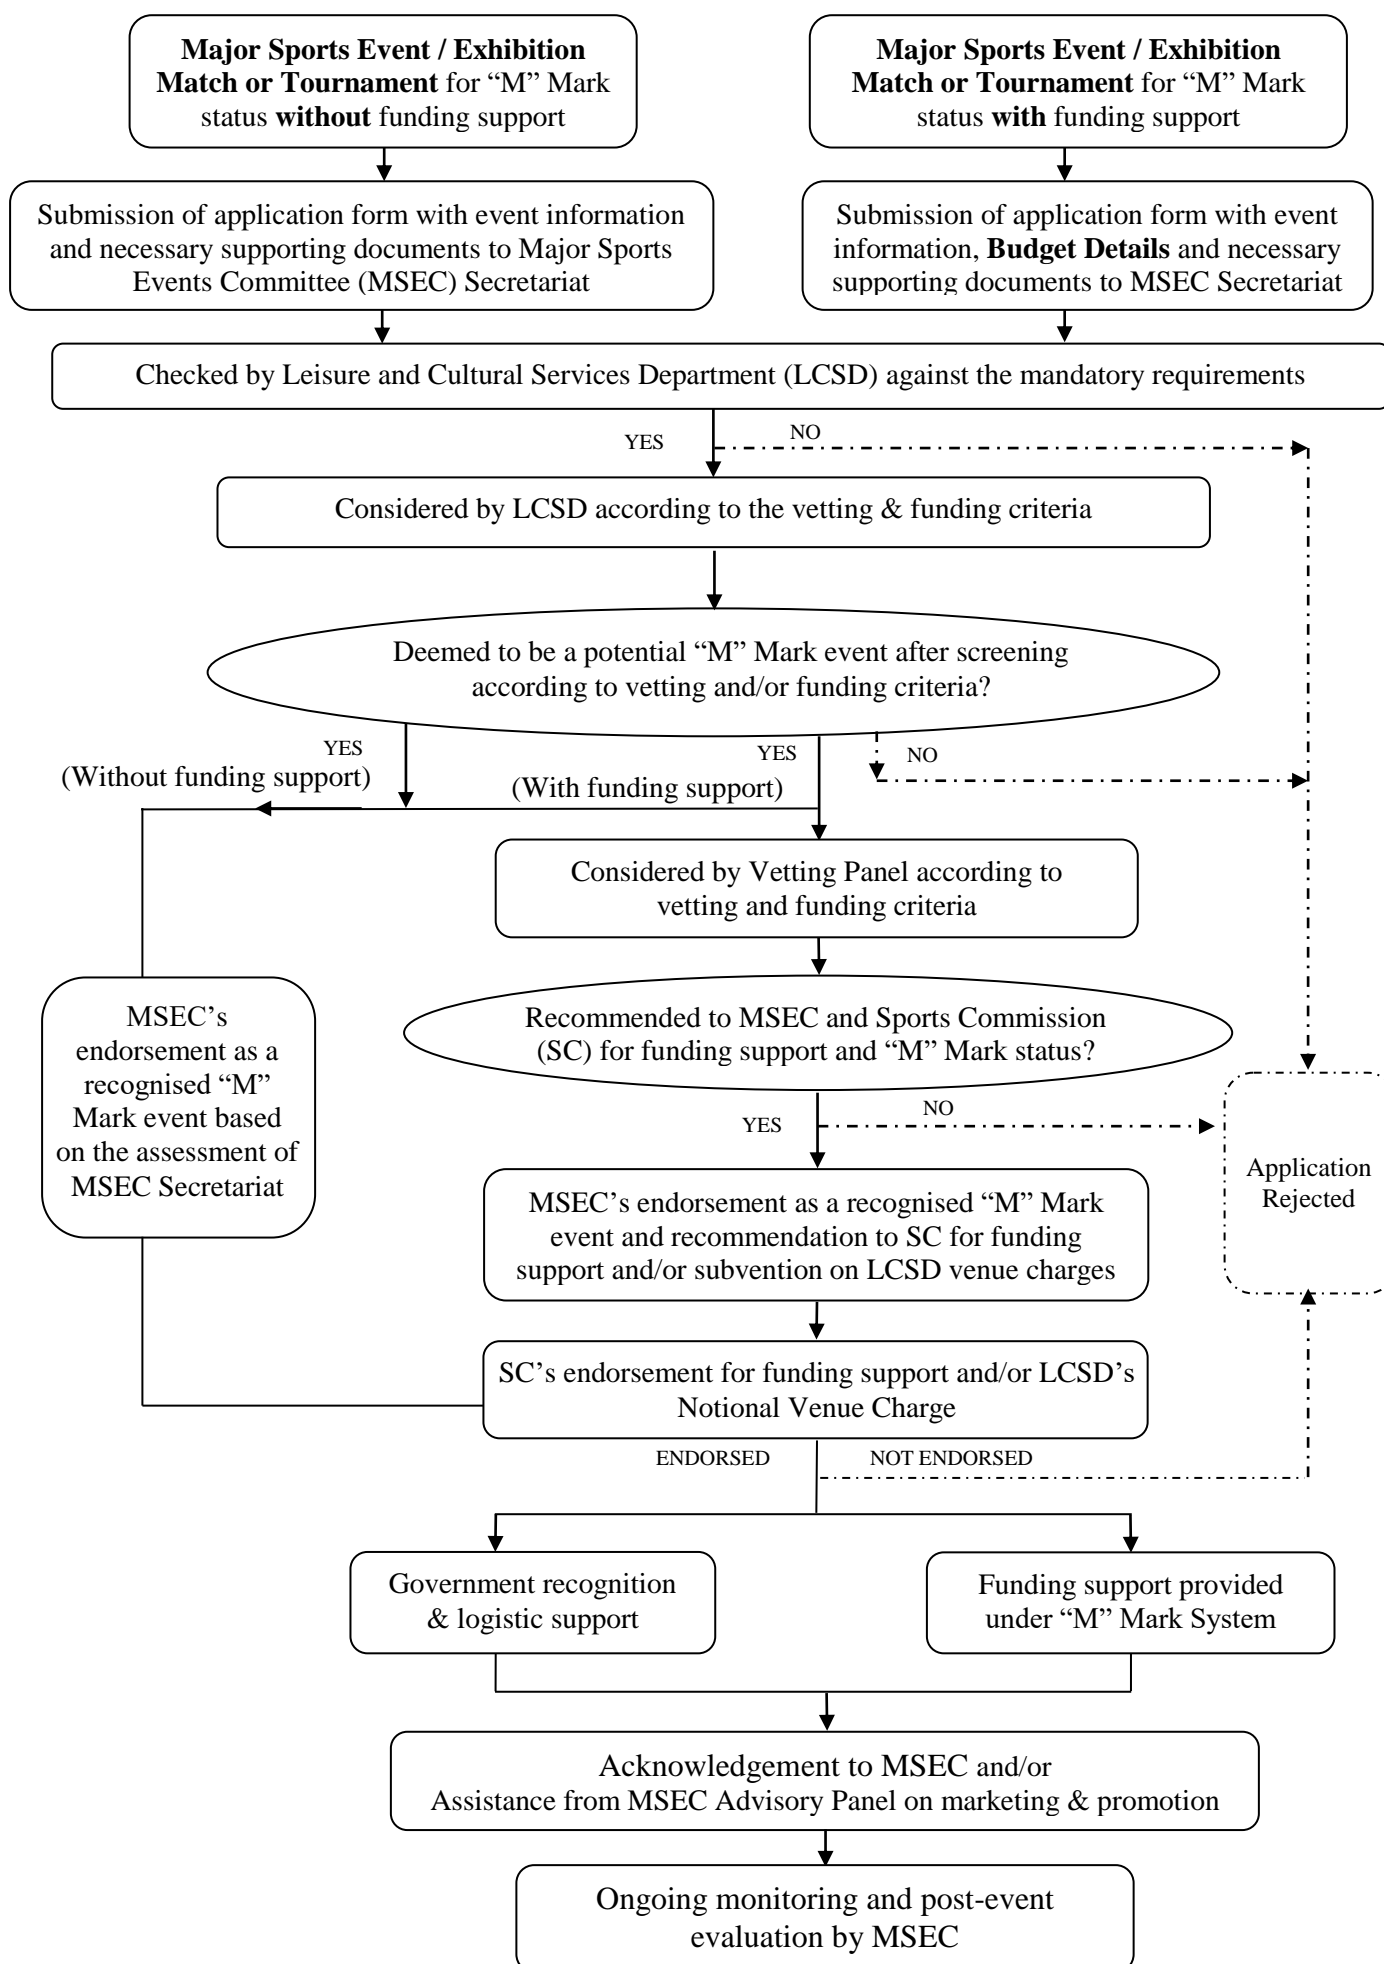 Major Sports Event / Exhibition
Match or Tournament for “M” Mark
status without funding support
Major Sports Event / Exhibition
Match or Tournament for “M” Mark
status with funding support
Submission of application form with event information
and necessary supporting documents to Major Sports
Events Committee (MSEC) Secretariat
Submission of application form with event
information, Budget Details and necessary
supporting documents to MSEC Secretariat
Checked by Leisure and Cultural Services Department (LCSD) against the mandatory requirements
YES
NO
Considered by LCSD according to the vetting & funding criteria
Deemed to be a potential “M” Mark event after screening
according to vetting and/or funding criteria?
YES
(Without funding support)
YES
(With funding support)
NO
Considered by Vetting Panel according to
vetting and funding criteria
MSEC’s
endorsement as a
recognised “M”
Mark event based
on the assessment of
MSEC Secretariat
Recommended to MSEC and Sports Commission
(SC) for funding support and “M” Mark status?
YES
NO
Application
Rejected
MSEC’s endorsement as a recognised “M” Mark
event and recommendation to SC for funding
support and/or subvention on LCSD venue charges
SC’s endorsement for funding support and/or LCSD’s
Notional Venue Charge
ENDORSED
NOT ENDORSED
Government recognition
& logistic support
Funding support provided
under “M” Mark System
Acknowledgement to MSEC and/or
Assistance from MSEC Advisory Panel on marketing & promotion
Ongoing monitoring and post-event
evaluation by MSEC